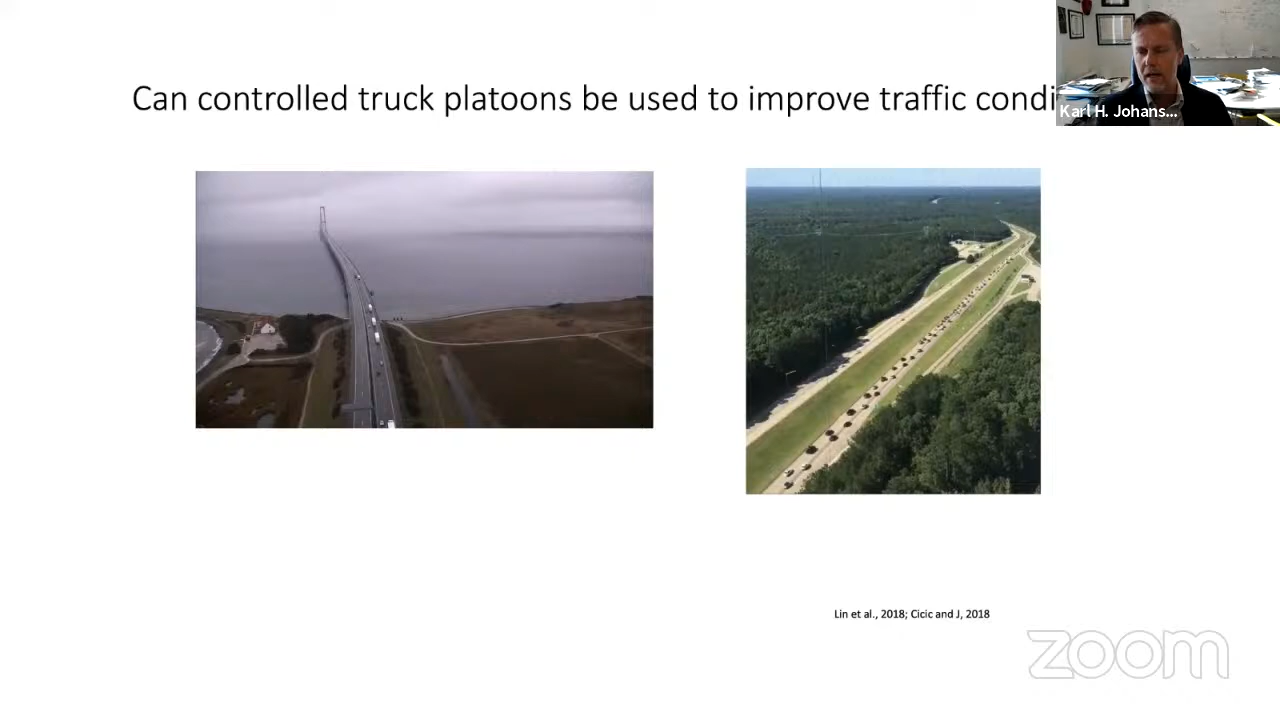 Can controlled truck platoons be used to improve traffic condi
Karl H. Johans...
Lin et al., 2018; Cicic and J, 2018
zoom